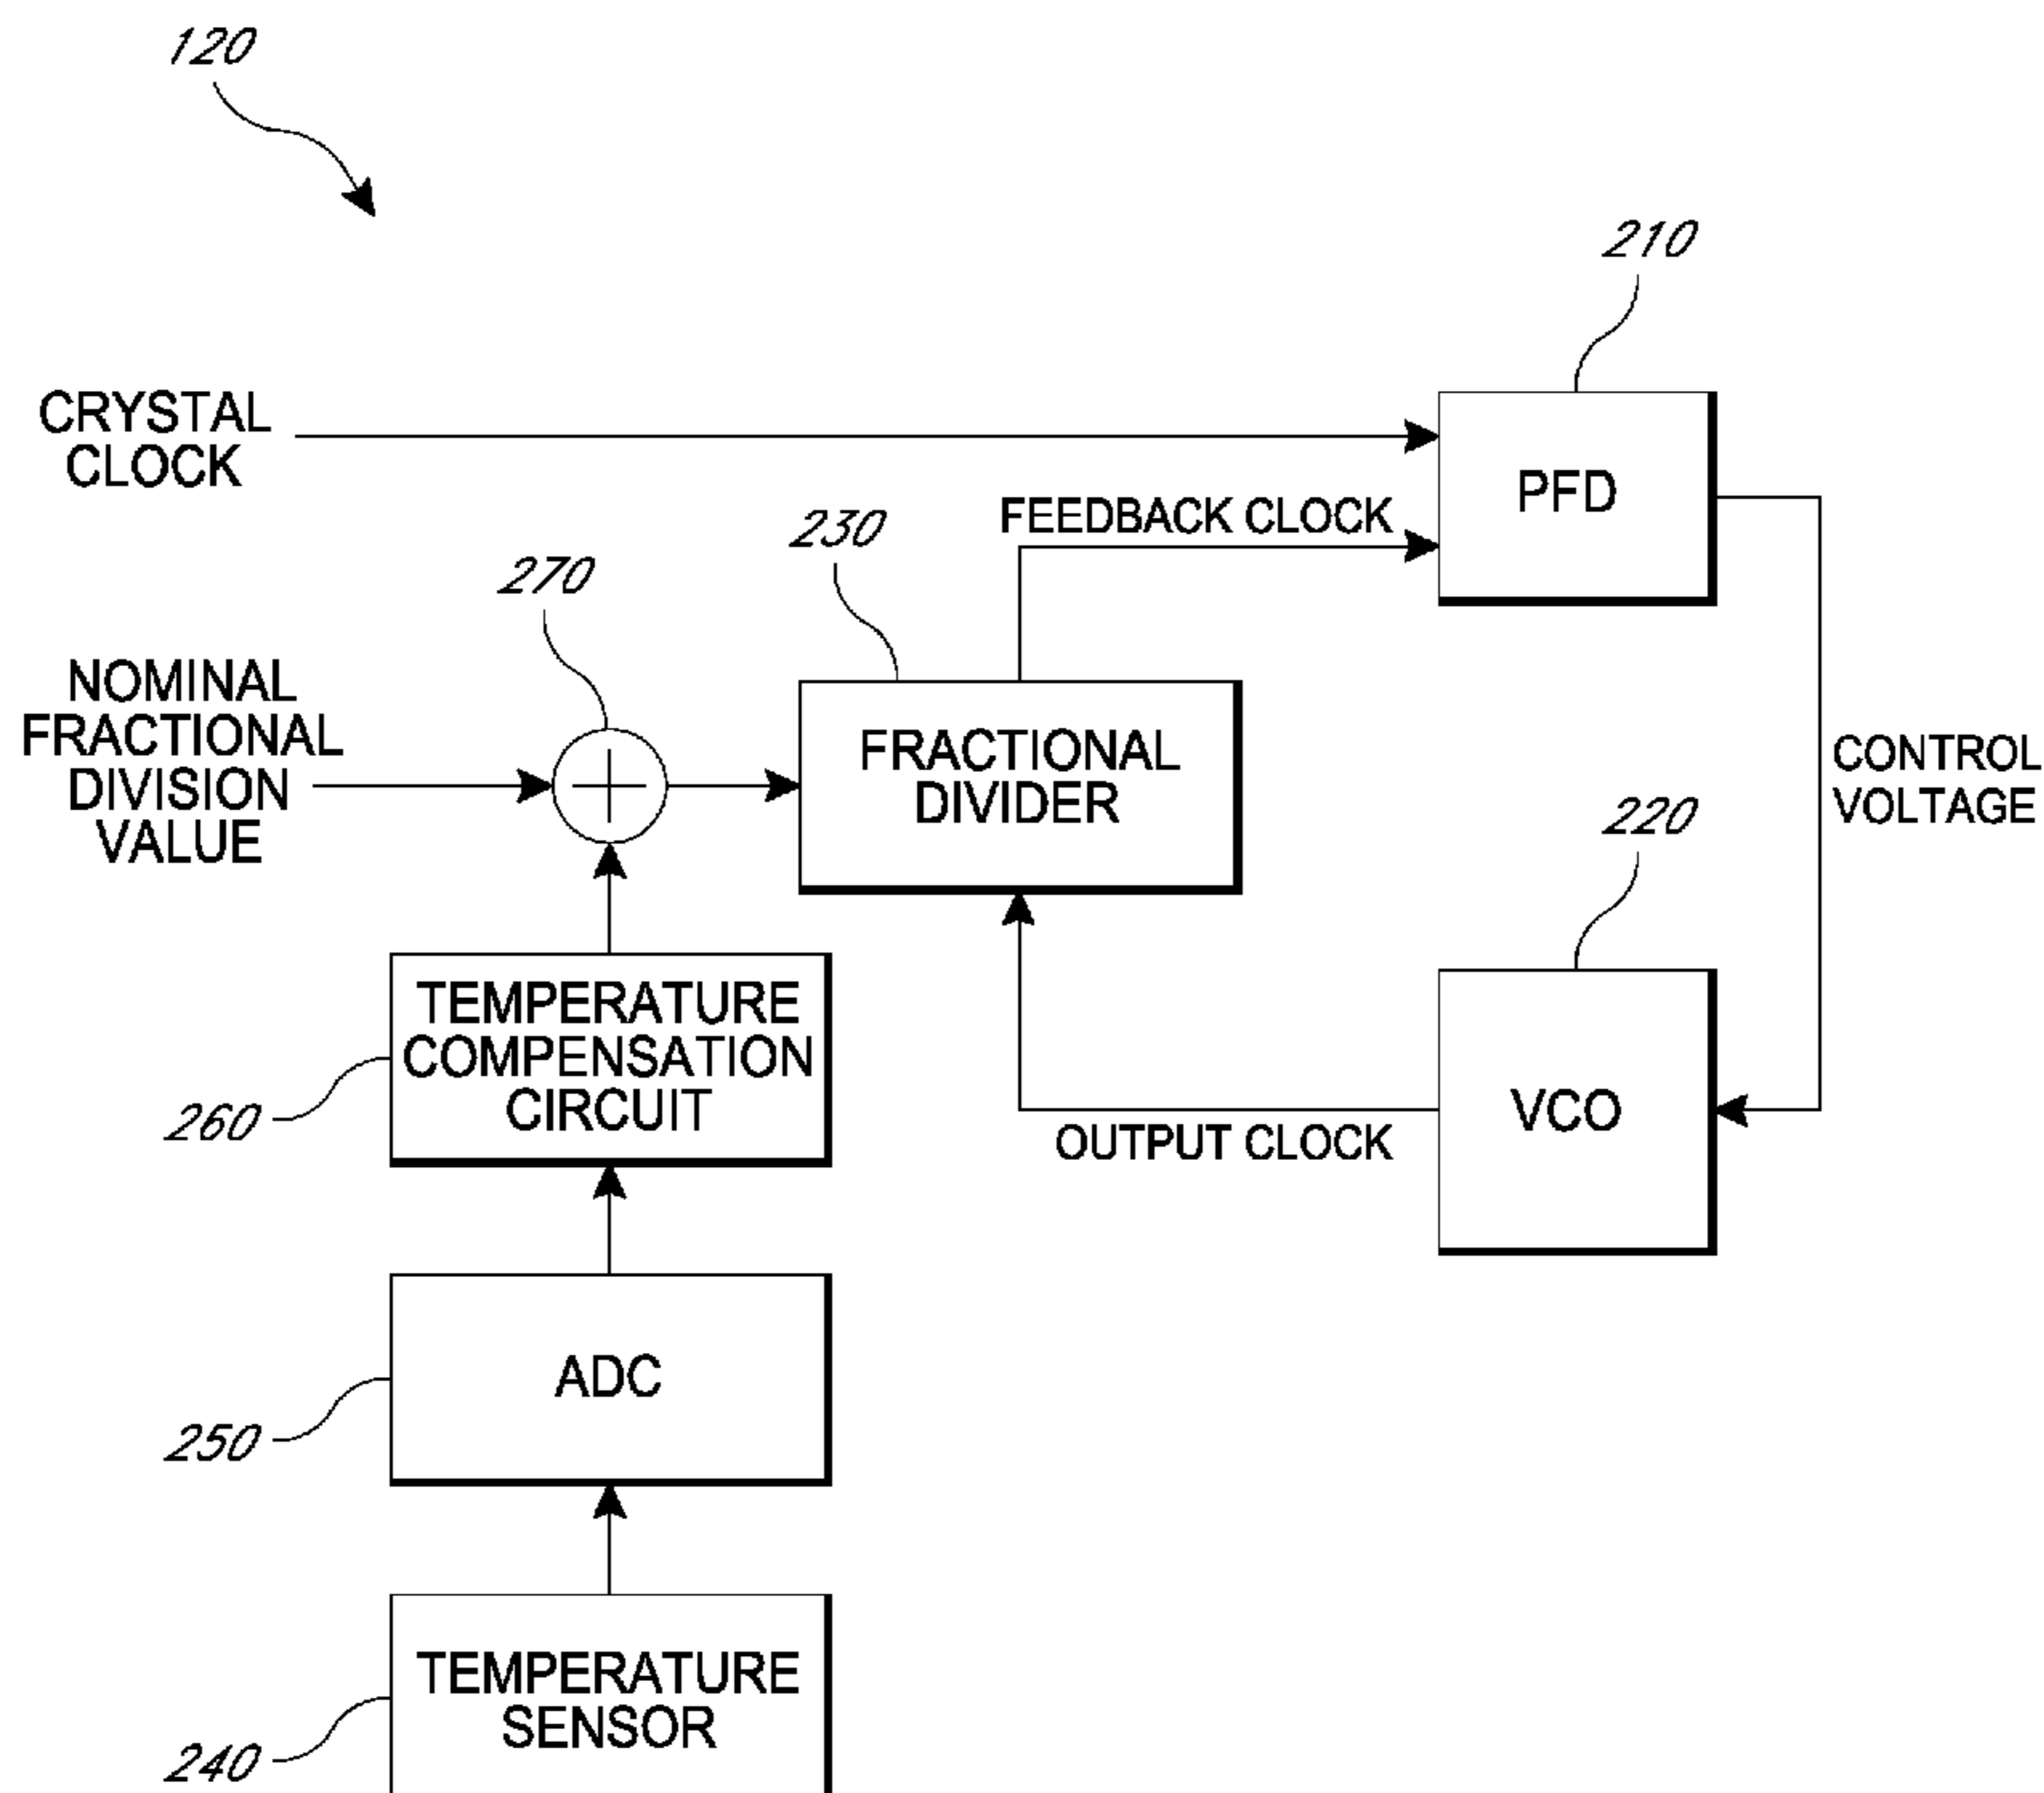 120
210
CRYSTAL
CLOCK
PFD
FEEDBACK CLOCK
230
270
NOMINAL
FRACTIONAL
DIVISION
VALUE
FRACTIONAL
DIVIDER
CONTROL
VOLTAGE
220
TEMPERATURE
COMPENSATION
CIRCUIT
260
VCO
OUTPUT CLOCK
ADC
250
TEMPERATURE
SENSOR
240